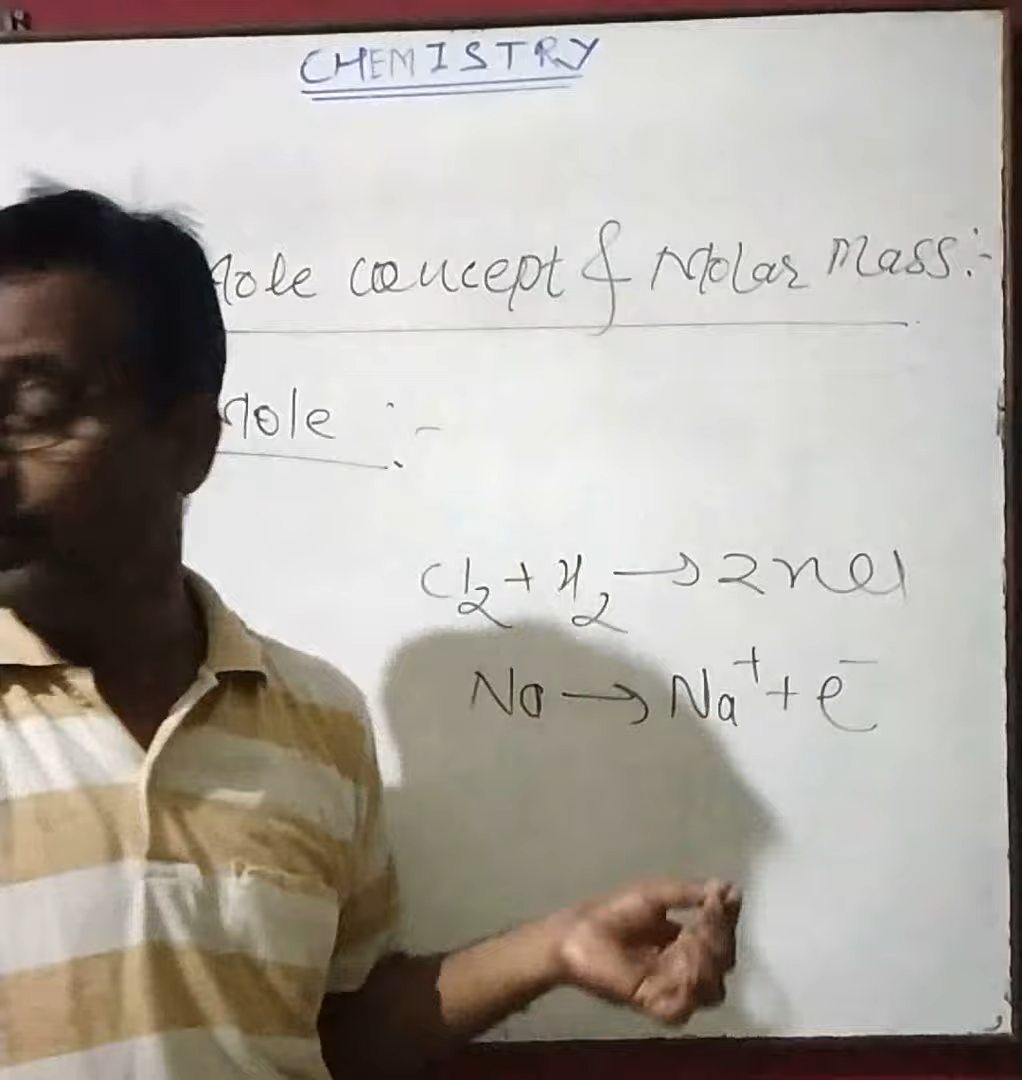 CHEMISTRY
Mole concept & Molar Mass:-
Mole :-
Cl₂ + H₂ → 2HCl
Na → Na⁺ + e⁻